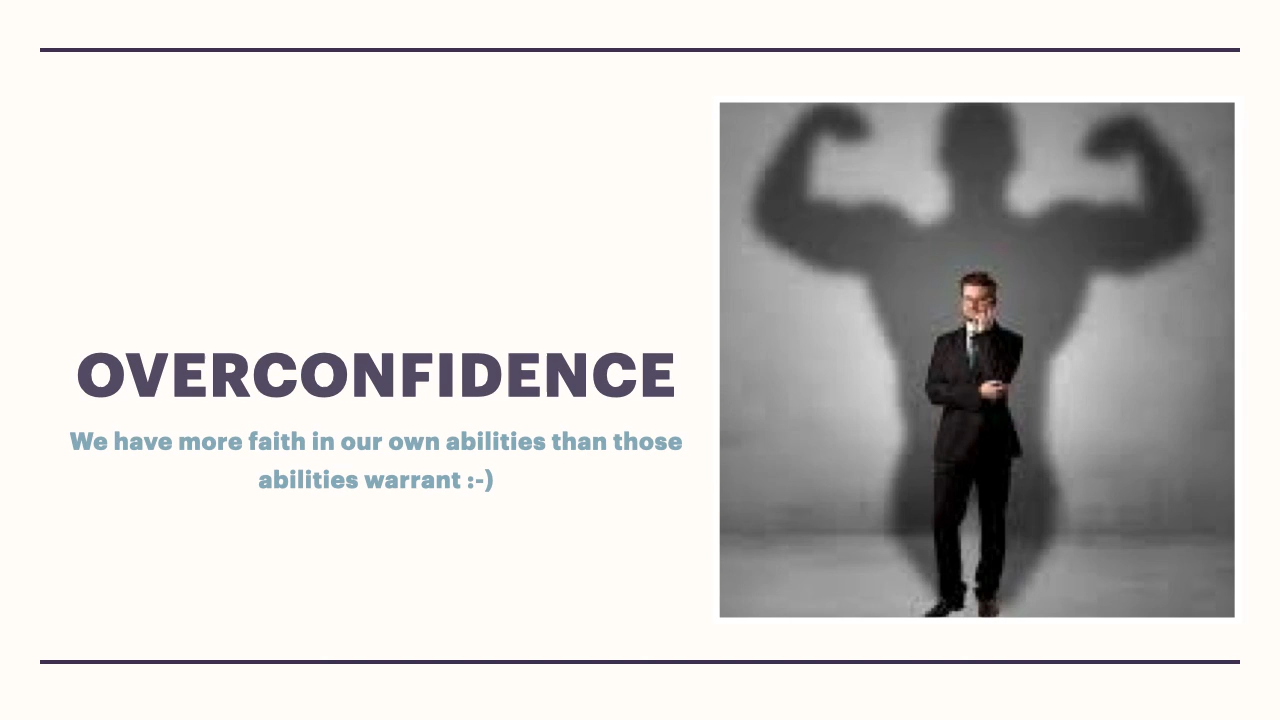 OVERCONFIDENCE
We have more faith in our own abilities than those
abilities warrant :-)